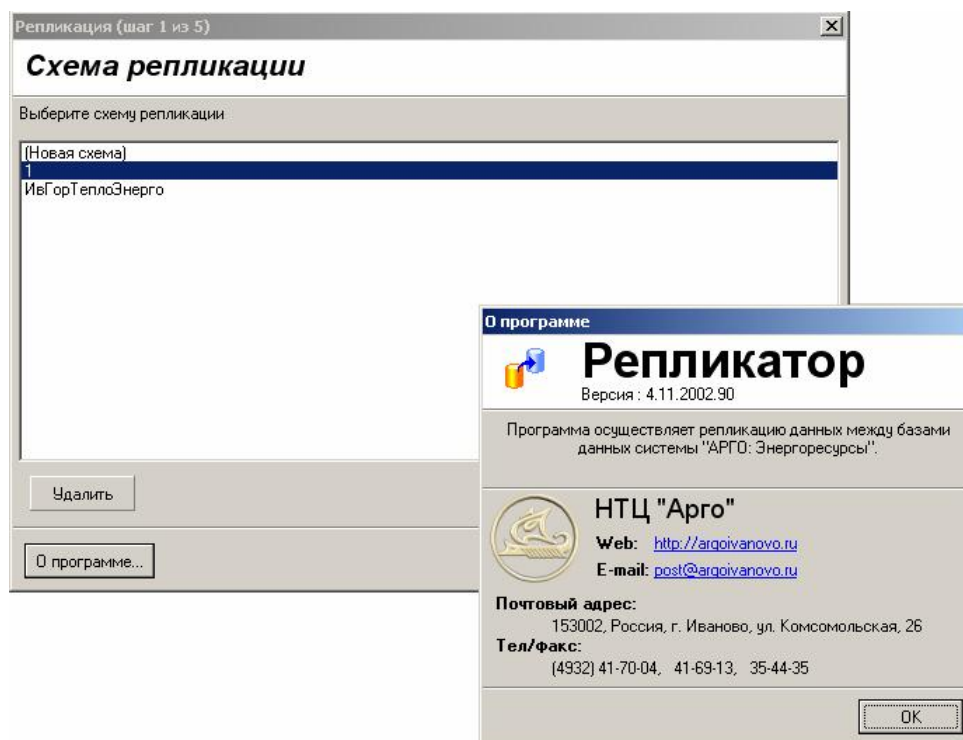 Репликация (шаг 1 из 5)
Схема репликации
Выберите схему репликации
(Новая схема)
1
ИвГорТеплоЭнерго
Удалить
О программе...
О программе
Репликатор
Версия : 4.11.2002.90
Программа осуществляет репликацию данных между базами
данных системы "АРГО: Энергоресурсы".
НТЦ "Арго"
Web: http://argoivanovo.ru
E-mail: post@argoivanovo.ru
Почтовый адрес:
153002, Россия, г. Иваново, ул. Комсомольская, 26
Тел/факс:
(4932) 41-70-04, 41-69-13, 35-44-35
OK